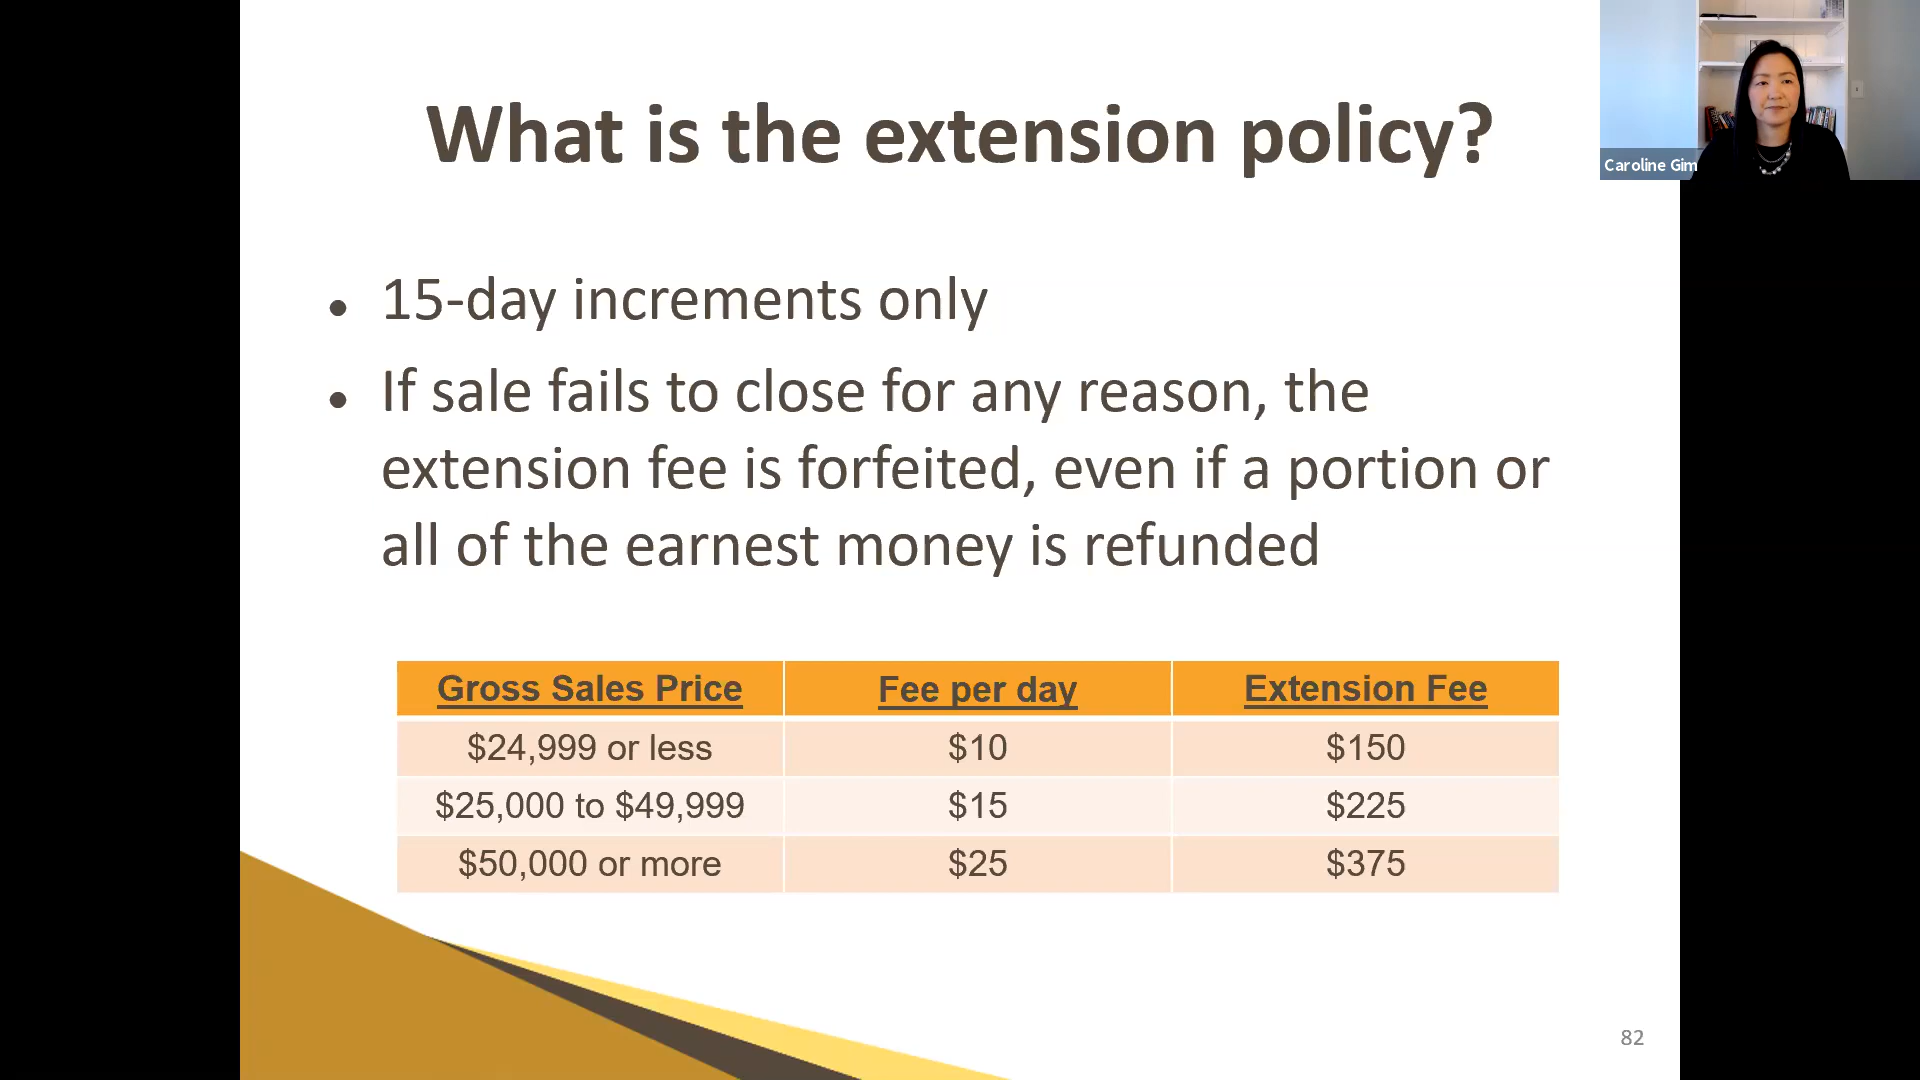 What is the extension policy?
Caroline Gim
• 15-day increments only
• If sale fails to close for any reason, the
extension fee is forfeited, even if a portion or
all of the earnest money is refunded
Gross Sales Price Fee per day Extension Fee
$24,999 or less $10 $150
$25,000 to $49,999 $15 $225
$50,000 or more $25 $375
82